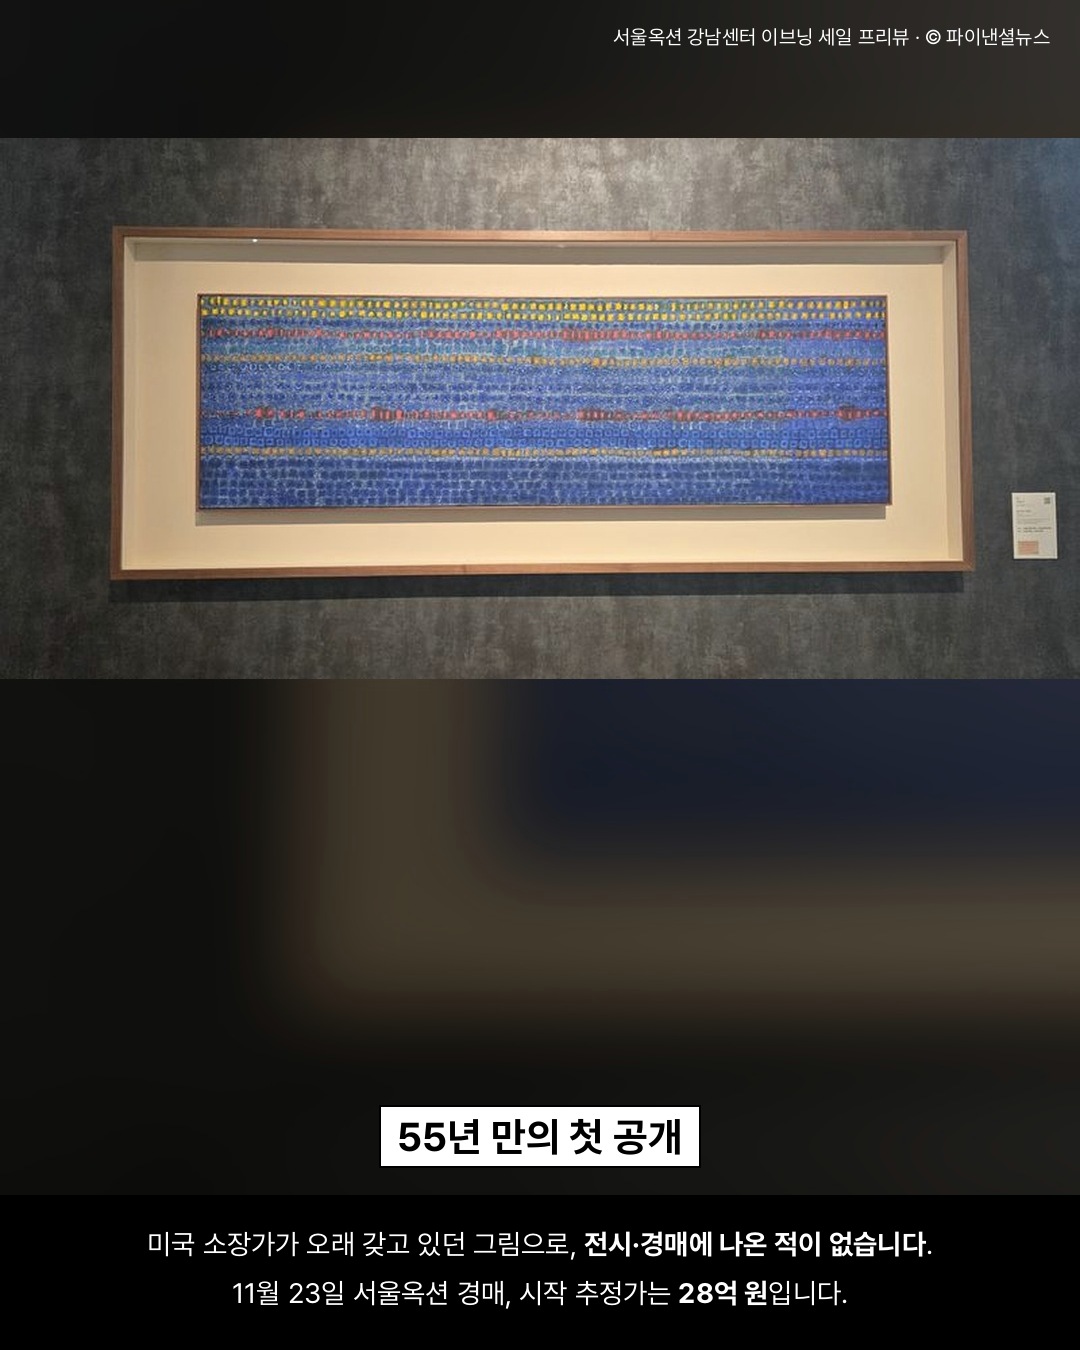 서울옥션 강남센터 이브닝 세일 프리뷰 · © 파이낸셜뉴스
55년 만의 첫 공개
미국 소장가가 오래 갖고 있던 그림으로, 전시·경매에 나온 적이 없습니다.
11월 23일 서울옥션 경매, 시작 추정가는 28억 원입니다.